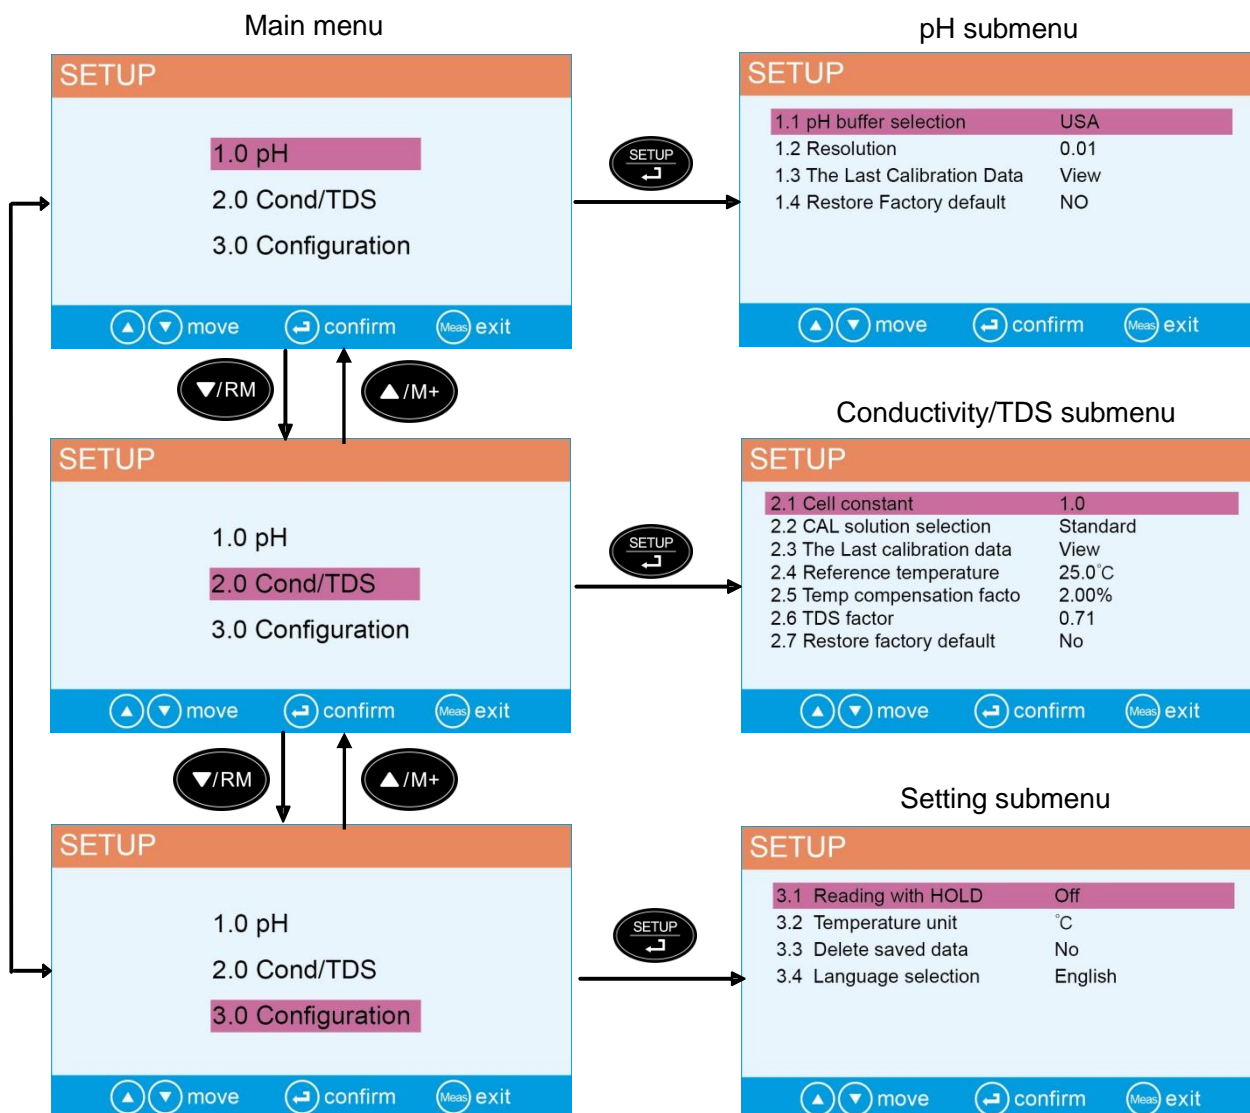 Main menu
SETUP
1.0 pH
2.0 Cond/TDS
3.0 Configuration
move confirm Meas exit
SETUP
pH submenu
SETUP
1.1 pH buffer selection USA
1.2 Resolution 0.01
1.3 The Last Calibration Data View
1.4 Restore Factory default NO
move confirm Meas exit
/RM
/M+
SETUP
1.0 pH
2.0 Cond/TDS
3.0 Configuration
move confirm Meas exit
SETUP
Conductivity/TDS submenu
SETUP
2.1 Cell constant 1.0
2.2 CAL solution selection Standard
2.3 The Last calibration data View
2.4 Reference temperature 25.0°C
2.5 Temp compensation facto 2.00%
2.6 TDS factor 0.71
2.7 Restore factory default No
move confirm Meas exit
/RM
/M+
SETUP
1.0 pH
2.0 Cond/TDS
3.0 Configuration
move confirm Meas exit
SETUP
Setting submenu
SETUP
3.1 Reading with HOLD Off
3.2 Temperature unit °C
3.3 Delete saved data No
3.4 Language selection English
move confirm Meas exit